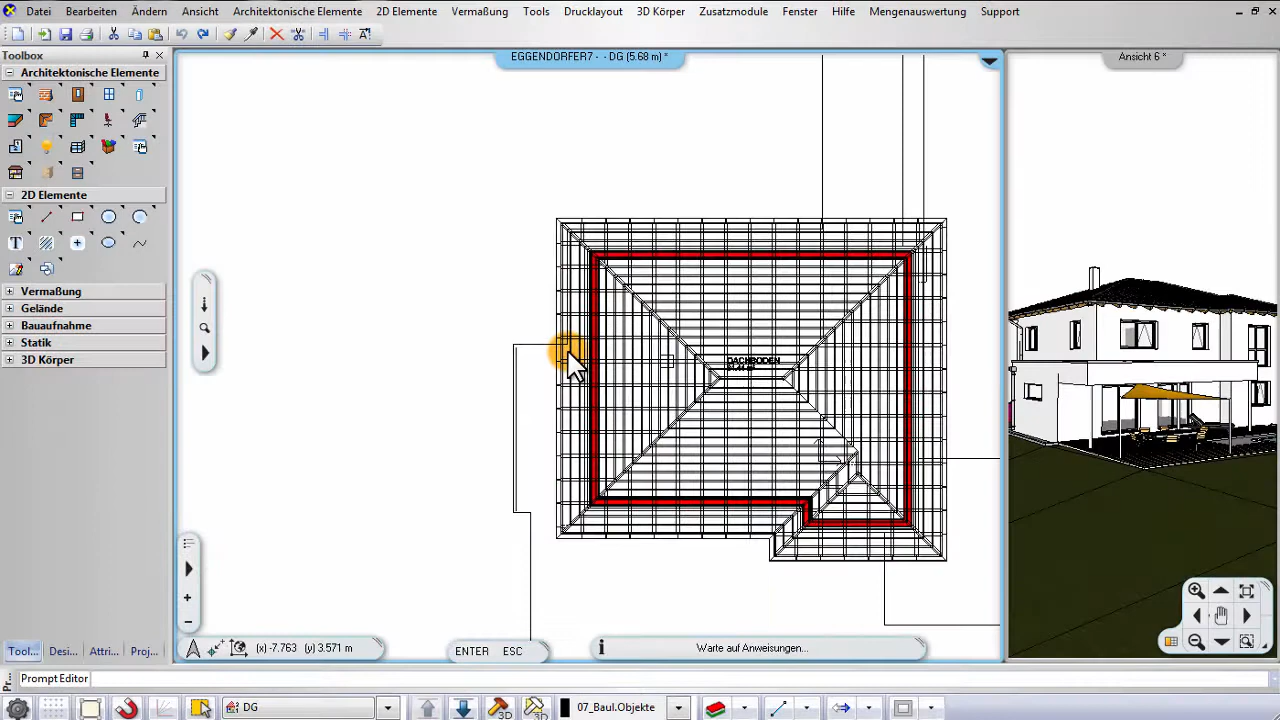 Datei Bearbeiten Ändern Ansicht Architektonische Elemente 2D Elemente Vermaßung Tools Drucklayout 3D Körper Zusatzmodule Fenster Hilfe Mengenauswertung Support
Toolbox
EGGENDORFER7 - - DG (5.68 m) *
Ansicht 6 *
Architektonische Elemente
2D Elemente
Vermaßung
Gelände
Bauaufnahme
Statik
3D Körper
DACHBODEN
Tool... Desi... Attri... Proj...
(x) -7.763 (y) 3.571 m
ENTER ESC
Warte auf Anweisungen...
Prompt Editor
DG
3D
3D
07_Baul.Objekte